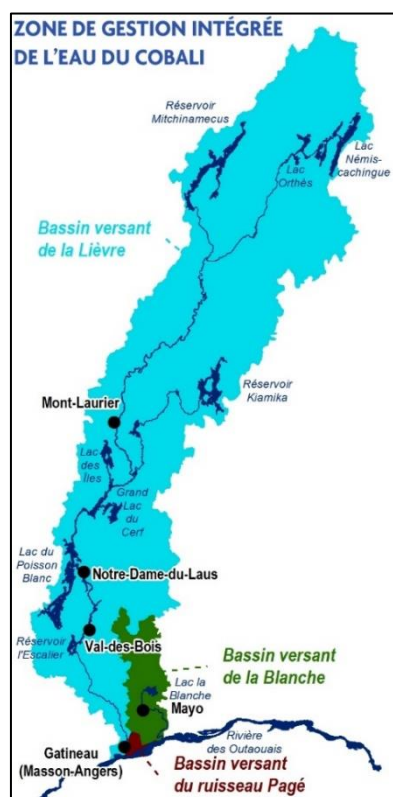 ZONE DE GESTION INTÉGRÉE
DE L'EAU DU COBALI
Réservoir
Mitchinamecus
Lac
Némis-
cachingue
Lac
Orthès
Bassin versant
de la Lièvre
Réservoir
Kiamika
Mont-Laurier
Lac
des
Îles
Grand
Lac
du
Cerf
Lac du
Poisson
Blanc
Notre-Dame-du-Laus
Val-des-Bois
Réservoir
l'Escalier
Bassin versant
de la Blanche
Lac la
Blanche
Mayo
Rivière
des Outaouais
Gatineau
(Masson-Angers)
Bassin versant
du ruisseau Pagé